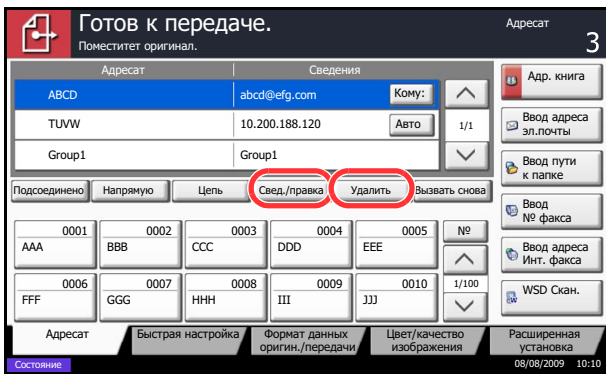 Готов к передаче.
Поместитет оригинал.
Адресат
3
Адресат Сведения
ABCD abcd@efg.com Кому:
TUVW 10.200.188.120 Авто 1/1
Group1 Group1
Подсоединено Напрямую Цепь Свед./правка Удалить Вызвать снова
0001 0002 0003 0004 0005 №
AAA BBB CCC DDD EEE
0006 0007 0008 0009 0010 1/100
FFF GGG HHH III JJJ
Адр. книга
Ввод адреса
эл.почты
Ввод пути
к папке
Ввод
№ факса
Ввод адреса
Инт. факса
WSD Скан.
Адресат
Быстрая настройка
Формат данных
оригин./передачи
Цвет/качество
изображения
Расширенная
установка
Состояние 08/08/2009 10:10